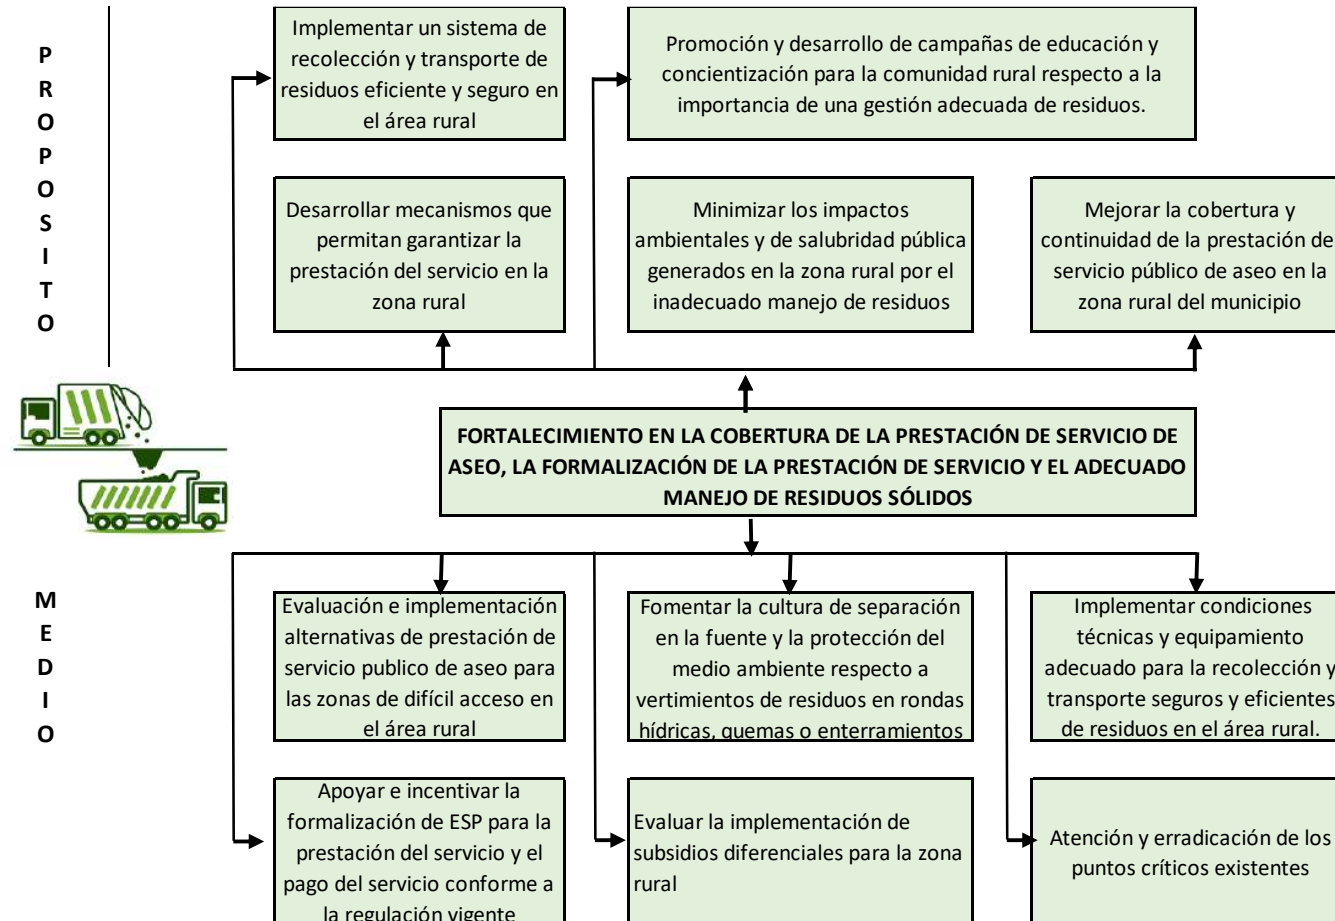 PROPOSITO
Implementar un sistema de
recolección y transporte de
residuos eficiente y seguro en
el área rural
Promoción y desarrollo de campañas de educación y
concientización para la comunidad rural respecto a la
importancia de una gestión adecuada de residuos.
Desarrollar mecanismos que
permitan garantizar la
prestación del servicio en la
zona rural
Minimizar los impactos
ambientales y de salubridad pública
generados en la zona rural por el
inadecuado manejo de residuos
Mejorar la cobertura y
continuidad de la prestación de
servicio público de aseo en la
zona rural del municipio
FORTALECIMIENTO EN LA COBERTURA DE LA PRESTACIÓN DE SERVICIO DE
ASEO, LA FORMALIZACIÓN DE LA PRESTACIÓN DE SERVICIO Y EL ADECUADO
MANEJO DE RESIDUOS SÓLIDOS
MEDIO
Evaluación e implementación
alternativas de prestación de
servicio publico de aseo para
las zonas de difícil acceso en
el área rural
Fomentar la cultura de separación
en la fuente y la protección del
medio ambiente respecto a
vertimientos de residuos en rondas
hídricas, quemas o enterramientos
Implementar condiciones
técnicas y equipamiento
adecuado para la recolección y
transporte seguros y eficientes
de residuos en el área rural.
Apoyar e incentivar la
formalización de ESP para la
prestación del servicio y el
pago del servicio conforme a
la regulación vigente
Evaluar la implementación de
subsidios diferenciales para la zona
rural
Atención y erradicación de los
puntos críticos existentes